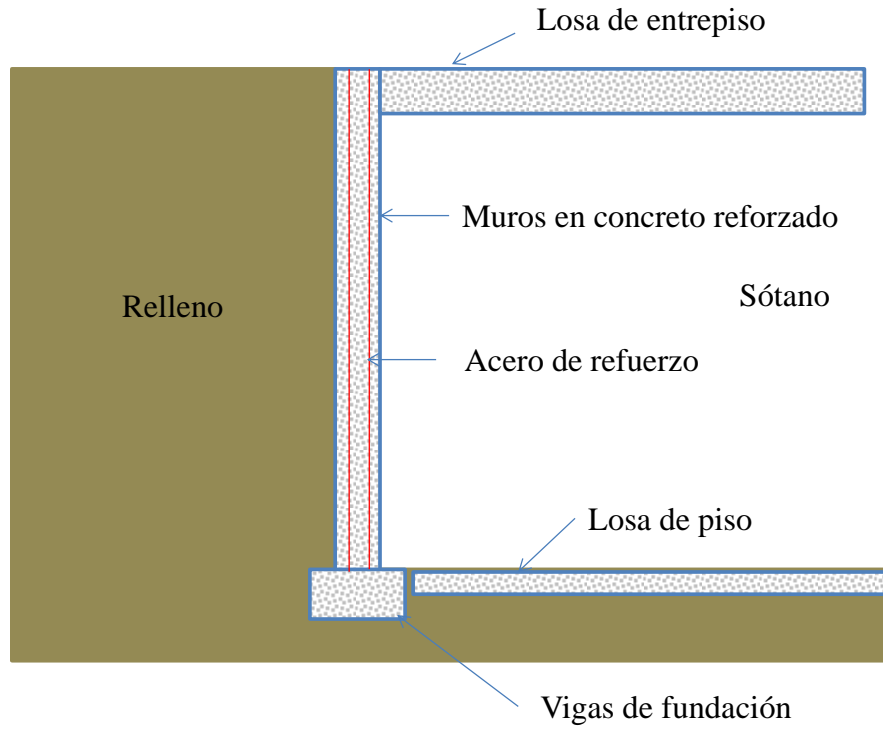 Losa de entrepiso
Muros en concreto reforzado
Sótano
Relleno
Acero de refuerzo
Losa de piso
Vigas de fundación